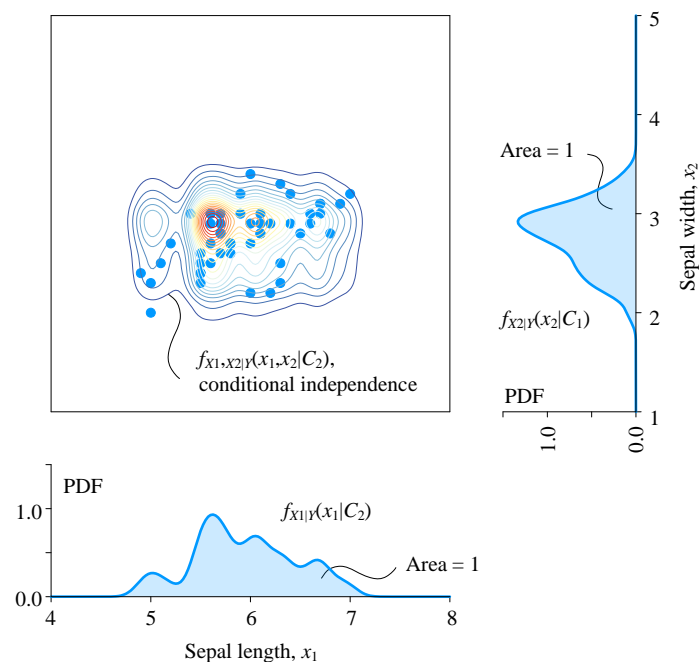 5
4
Area = 1
3
Sepal width, x₂
f_{X2|Y}(x₂|C₁)
2
f_{X1,X2|Y}(x₁,x₂|C₂),
conditional independence
PDF
1
1.0
0.0
PDF
f_{X1|Y}(x₁|C₂)
1.0
Area = 1
0.0
4
5
6
7
8
Sepal length, x₁